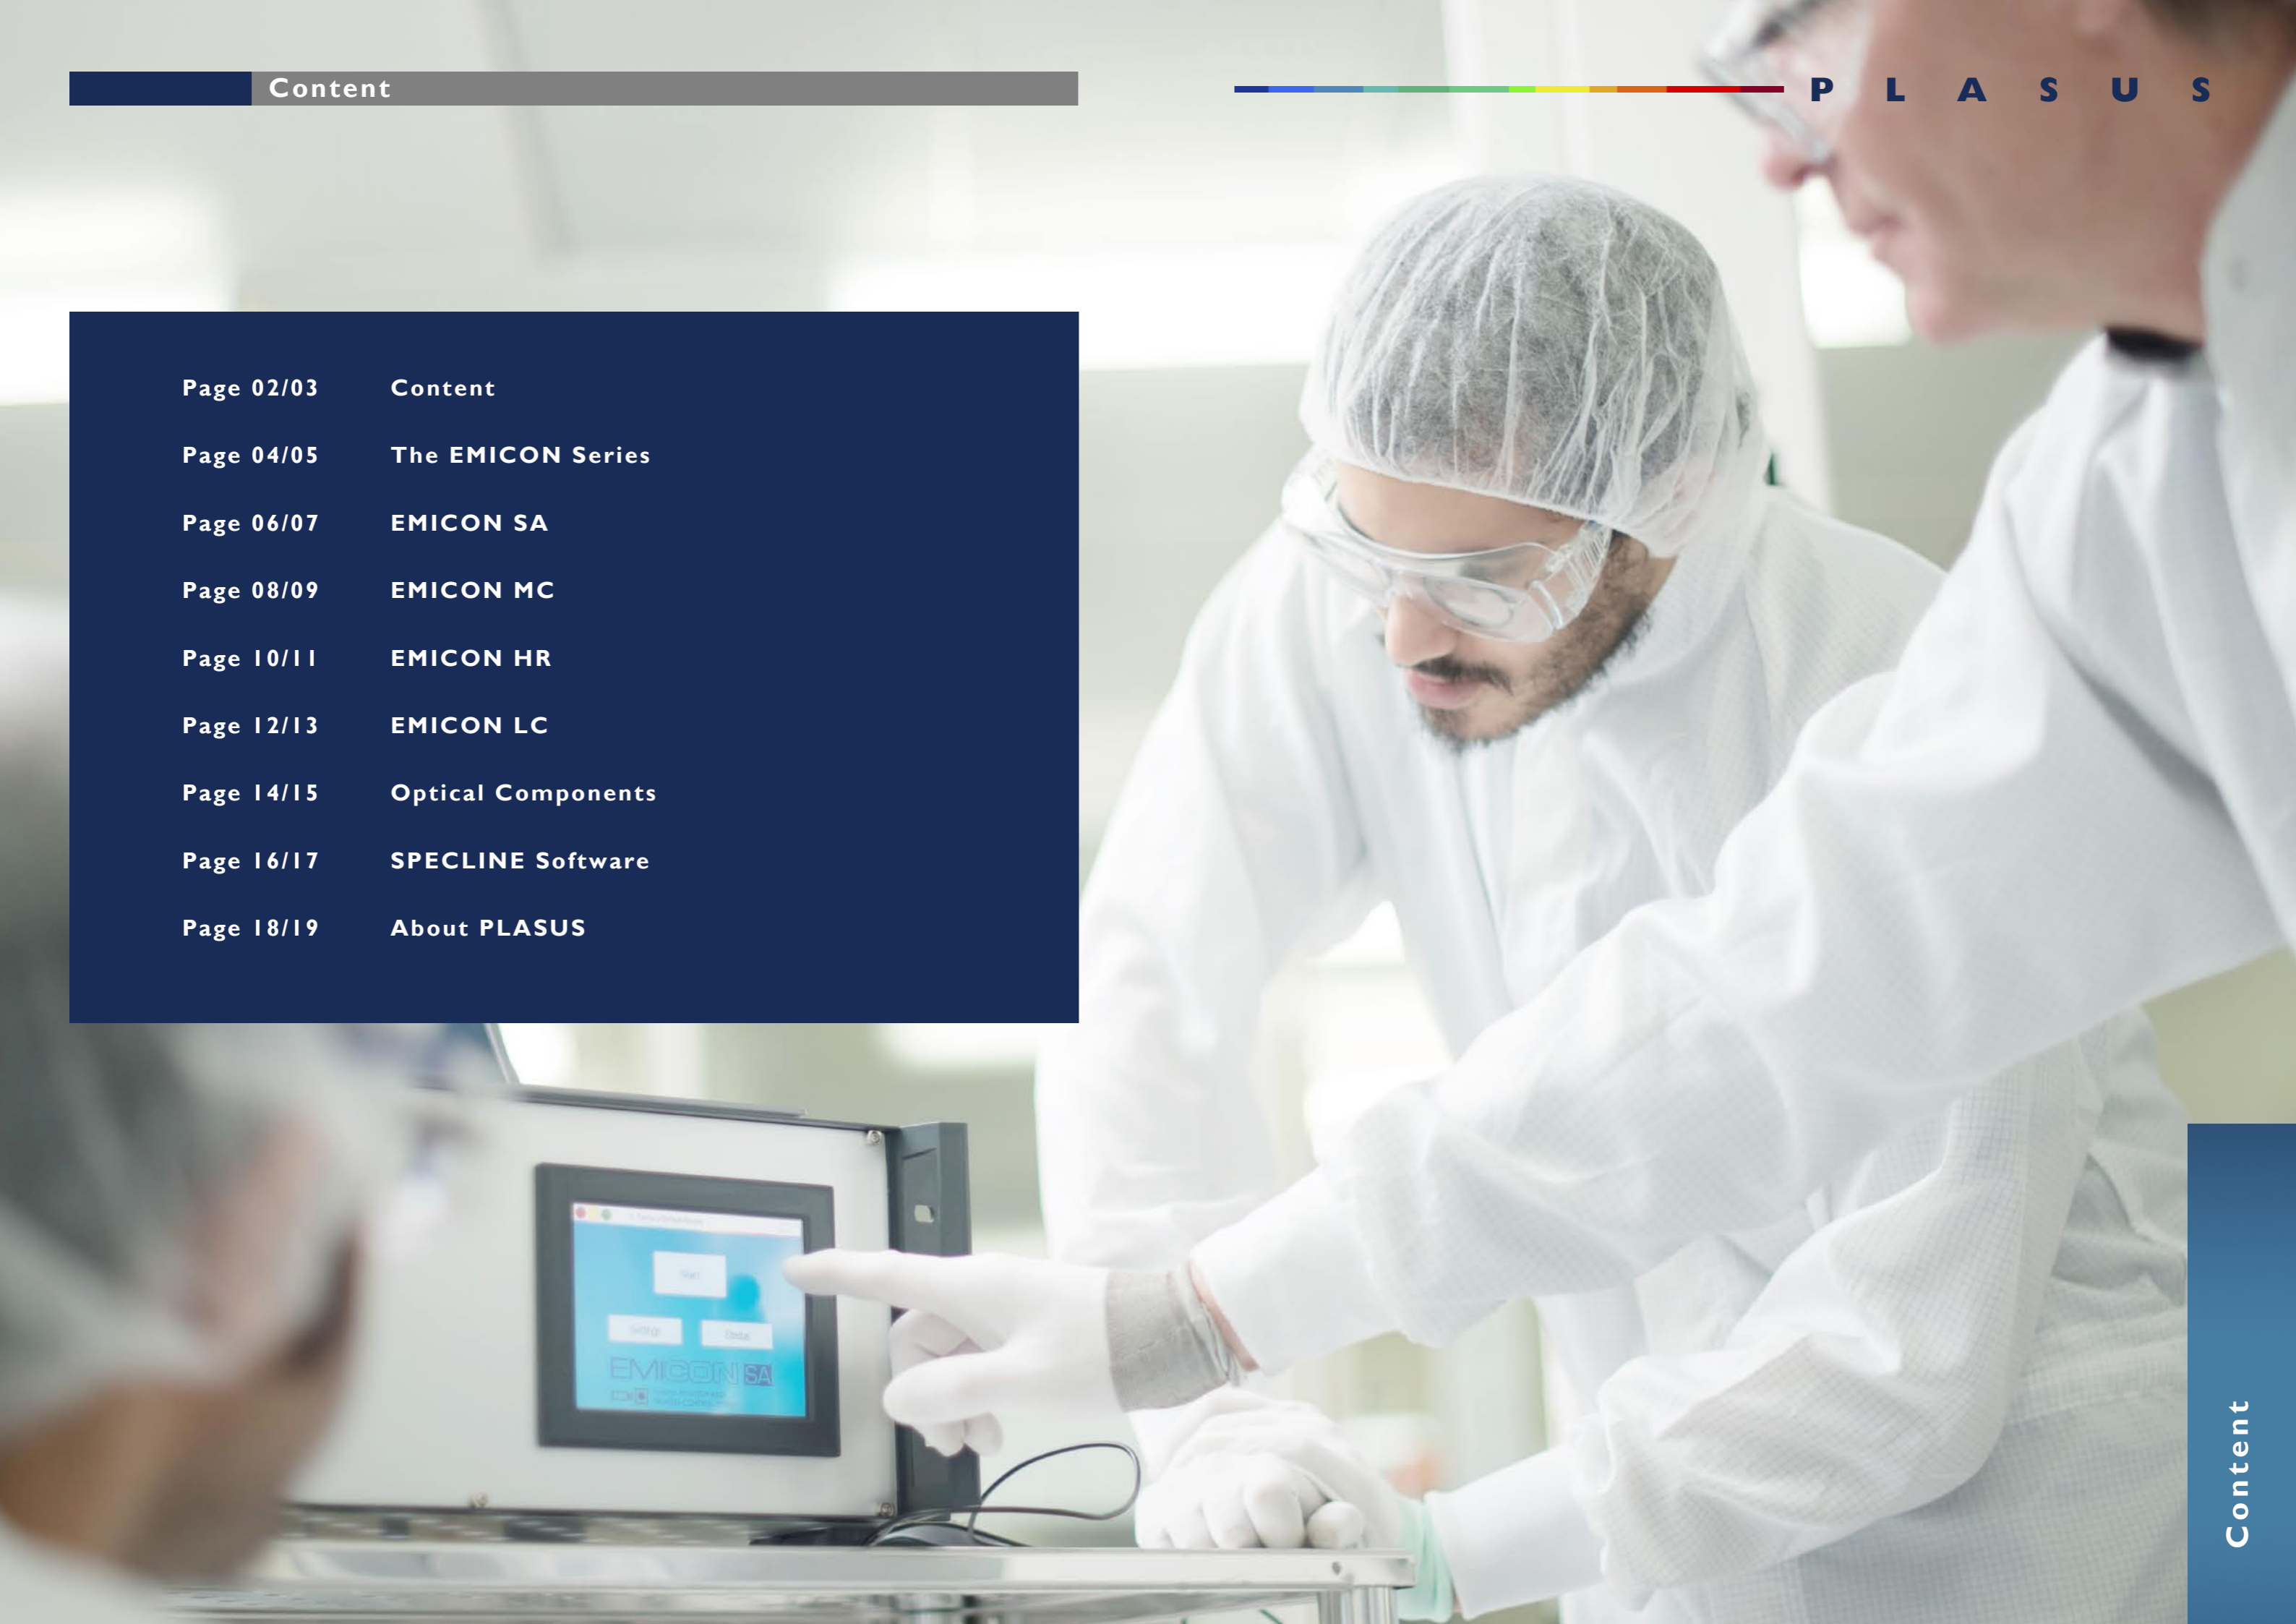 Content
P L A S U S
Page 02/03 Content
Page 04/05 The EMICON Series
Page 06/07 EMICON SA
Page 08/09 EMICON MC
Page 10/11 EMICON HR
Page 12/13 EMICON LC
Page 14/15 Optical Components
Page 16/17 SPECLINE Software
Page 18/19 About PLASUS
Start
Settings
EMICON SA
Content